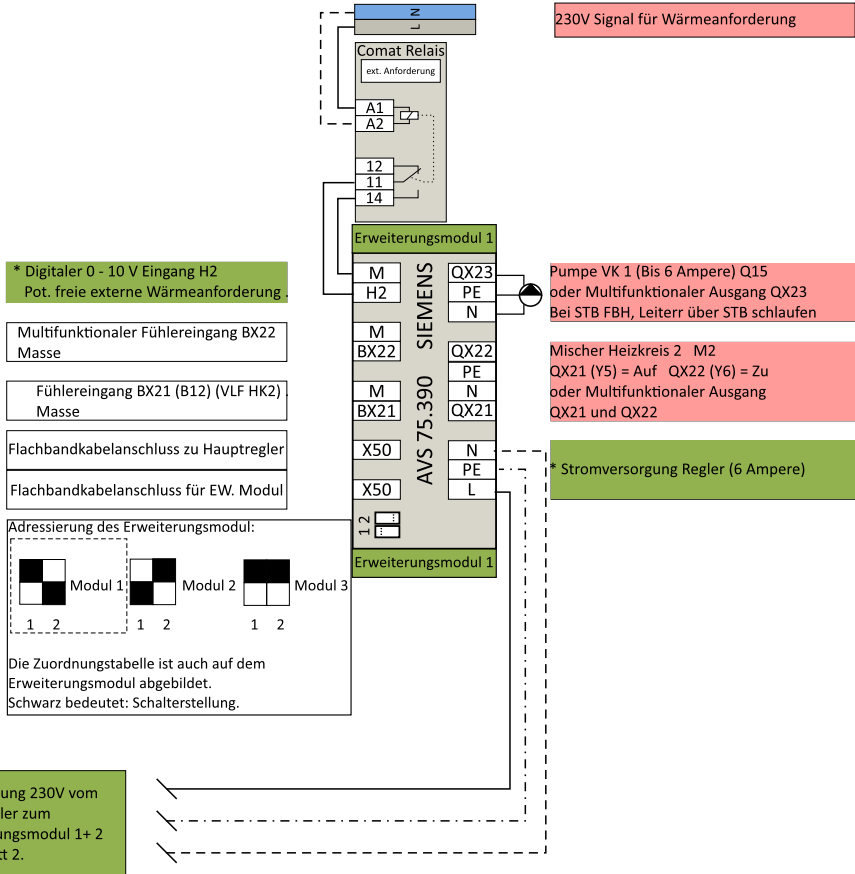 N
L
230V Signal für Wärmeanforderung
Comat Relais
ext. Anforderung
A1
A2
12
11
14
Erweiterungsmodul 1
* Digitaler 0 - 10 V Eingang H2
Pot. freie externe Wärmeanforderung .
M
H2
SIEMENS
AVS 75.390
QX23
PE
N
Pumpe VK 1 (Bis 6 Ampere) Q15
oder Multifunktionaler Ausgang QX23
Bei STB FBH, Leiterr über STB schlaufen
Multifunktionaler Fühlereingang BX22
Masse
M
BX22
QX22
PE
N
QX21
Mischer Heizkreis 2 M2
QX21 (Y5) = Auf QX22 (Y6) = Zu
oder Multifunktionaler Ausgang
QX21 und QX22
Fühlereingang BX21 (B12) (VLF HK2) .
Masse
M
BX21
Flachbandkabelanschluss zu Hauptregler
X50
N
PE
L
* Stromversorgung Regler (6 Ampere)
Flachbandkabelanschluss für EW. Modul
X50
1 2
Erweiterungsmodul 1
Adressierung des Erweiterungsmodul:
Modul 1
Modul 2
Modul 3
1 2
1 2
1 2
Die Zuordnungstabelle ist auch auf dem
Erweiterungsmodul abgebildet.
Schwarz bedeutet: Schalterstellung.
ung 230V vom
ler zum
ungsmodul 1+ 2
tt 2.